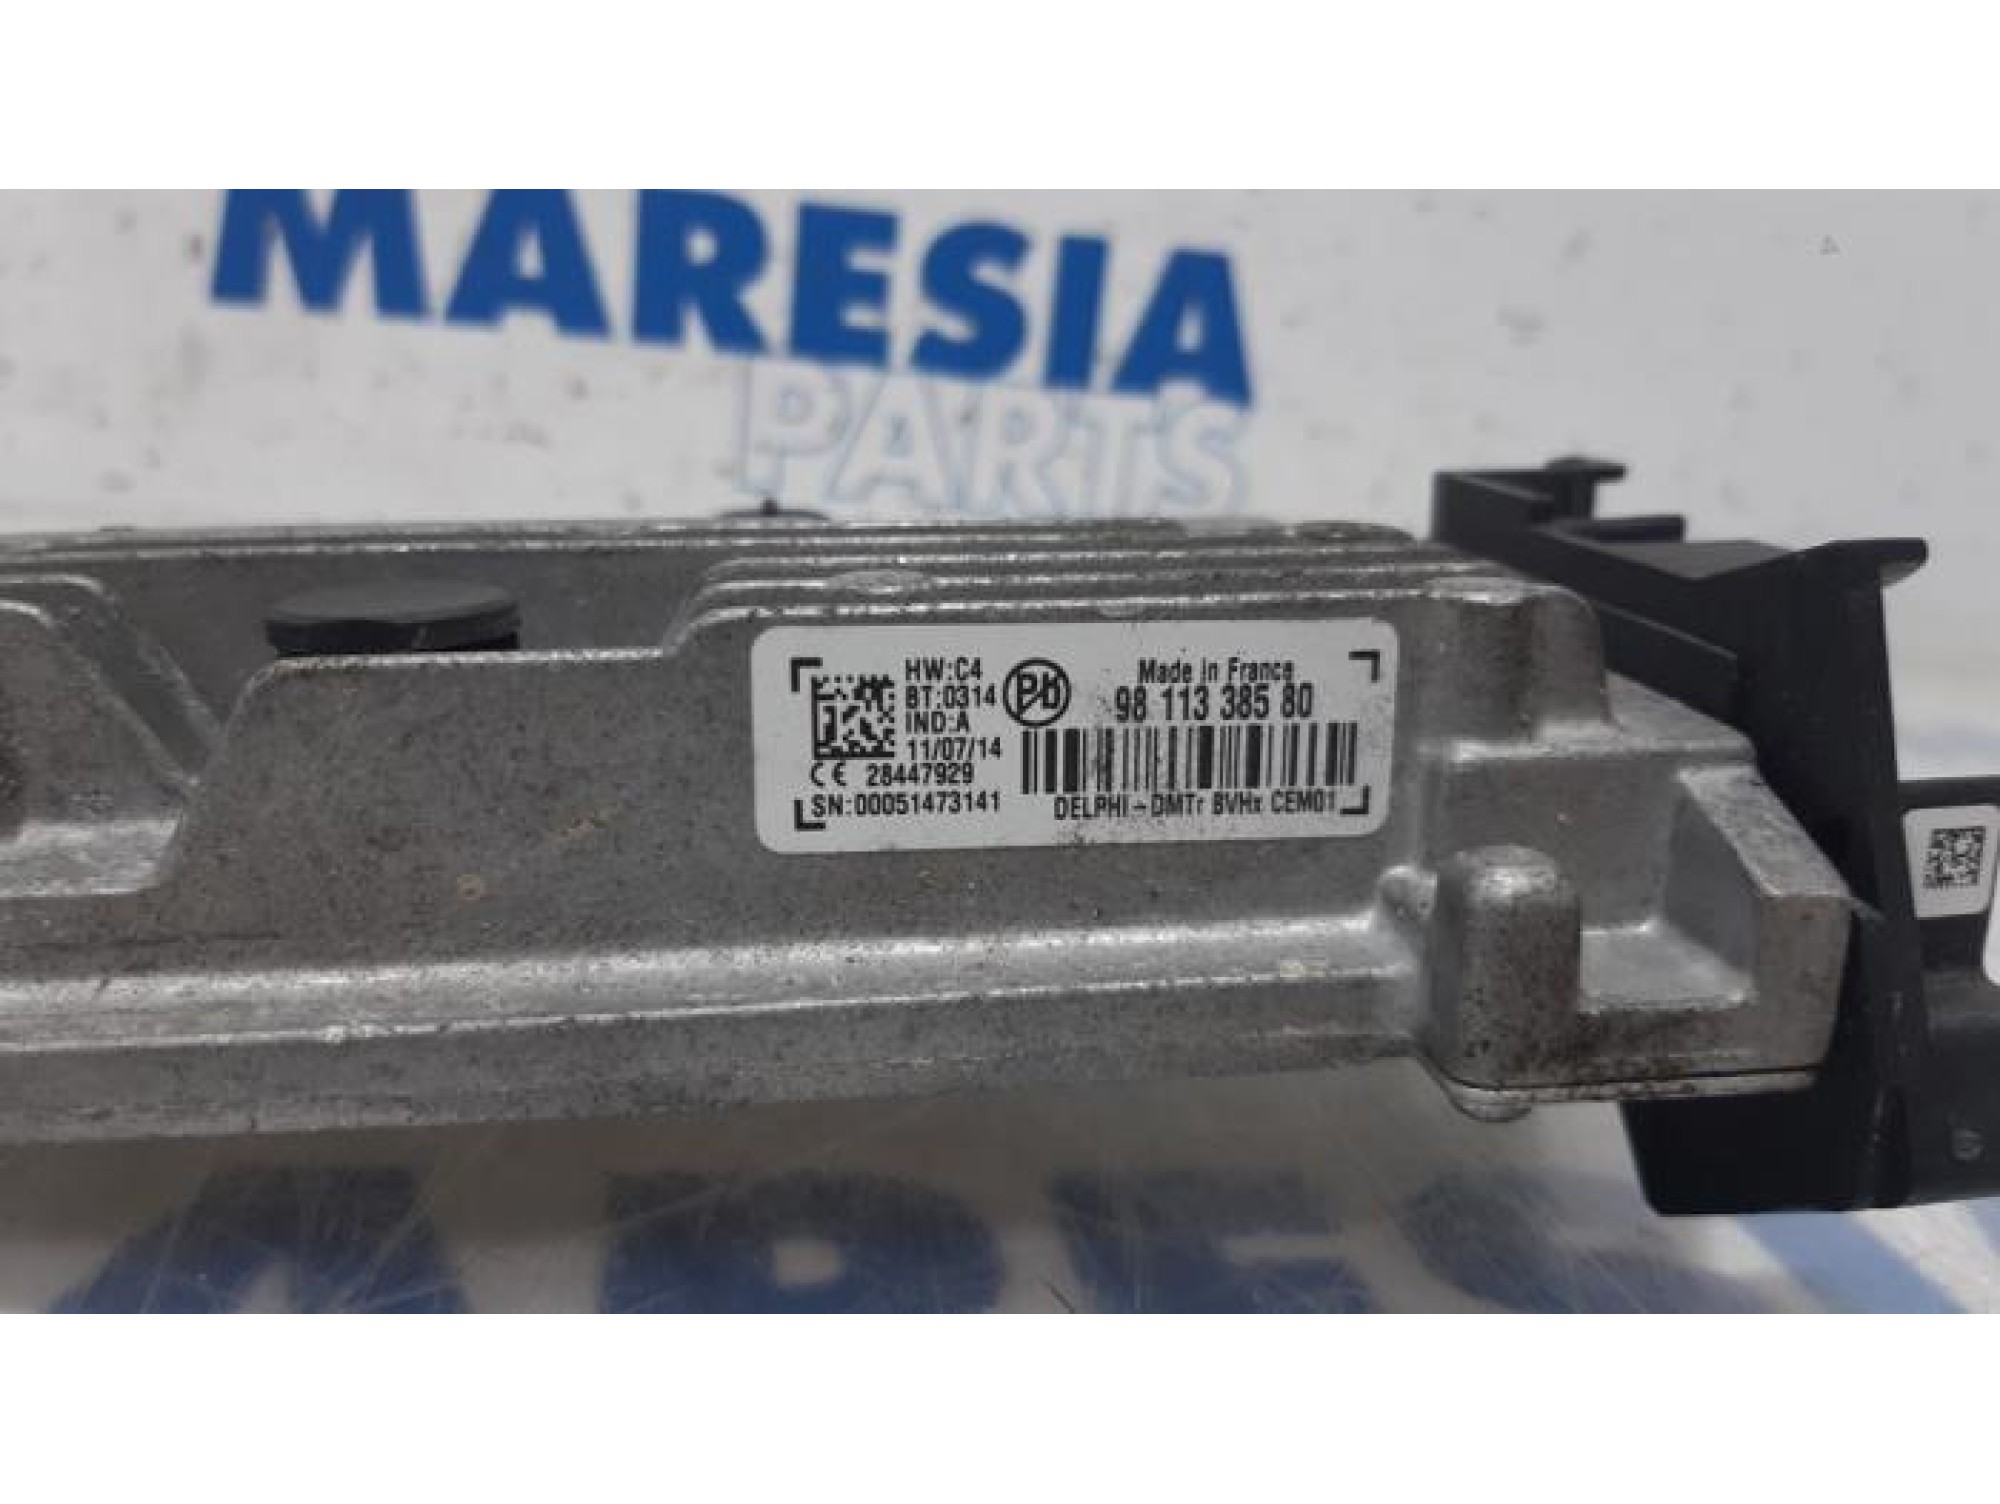 MARESIA
PARTS
HW:C4
BT:0314
IND:A
11/07/14
CE 28447929
SN:00051473141
Pb
Made in France
98 113 385 80
DELPHI-DMTr BVHx CEM01